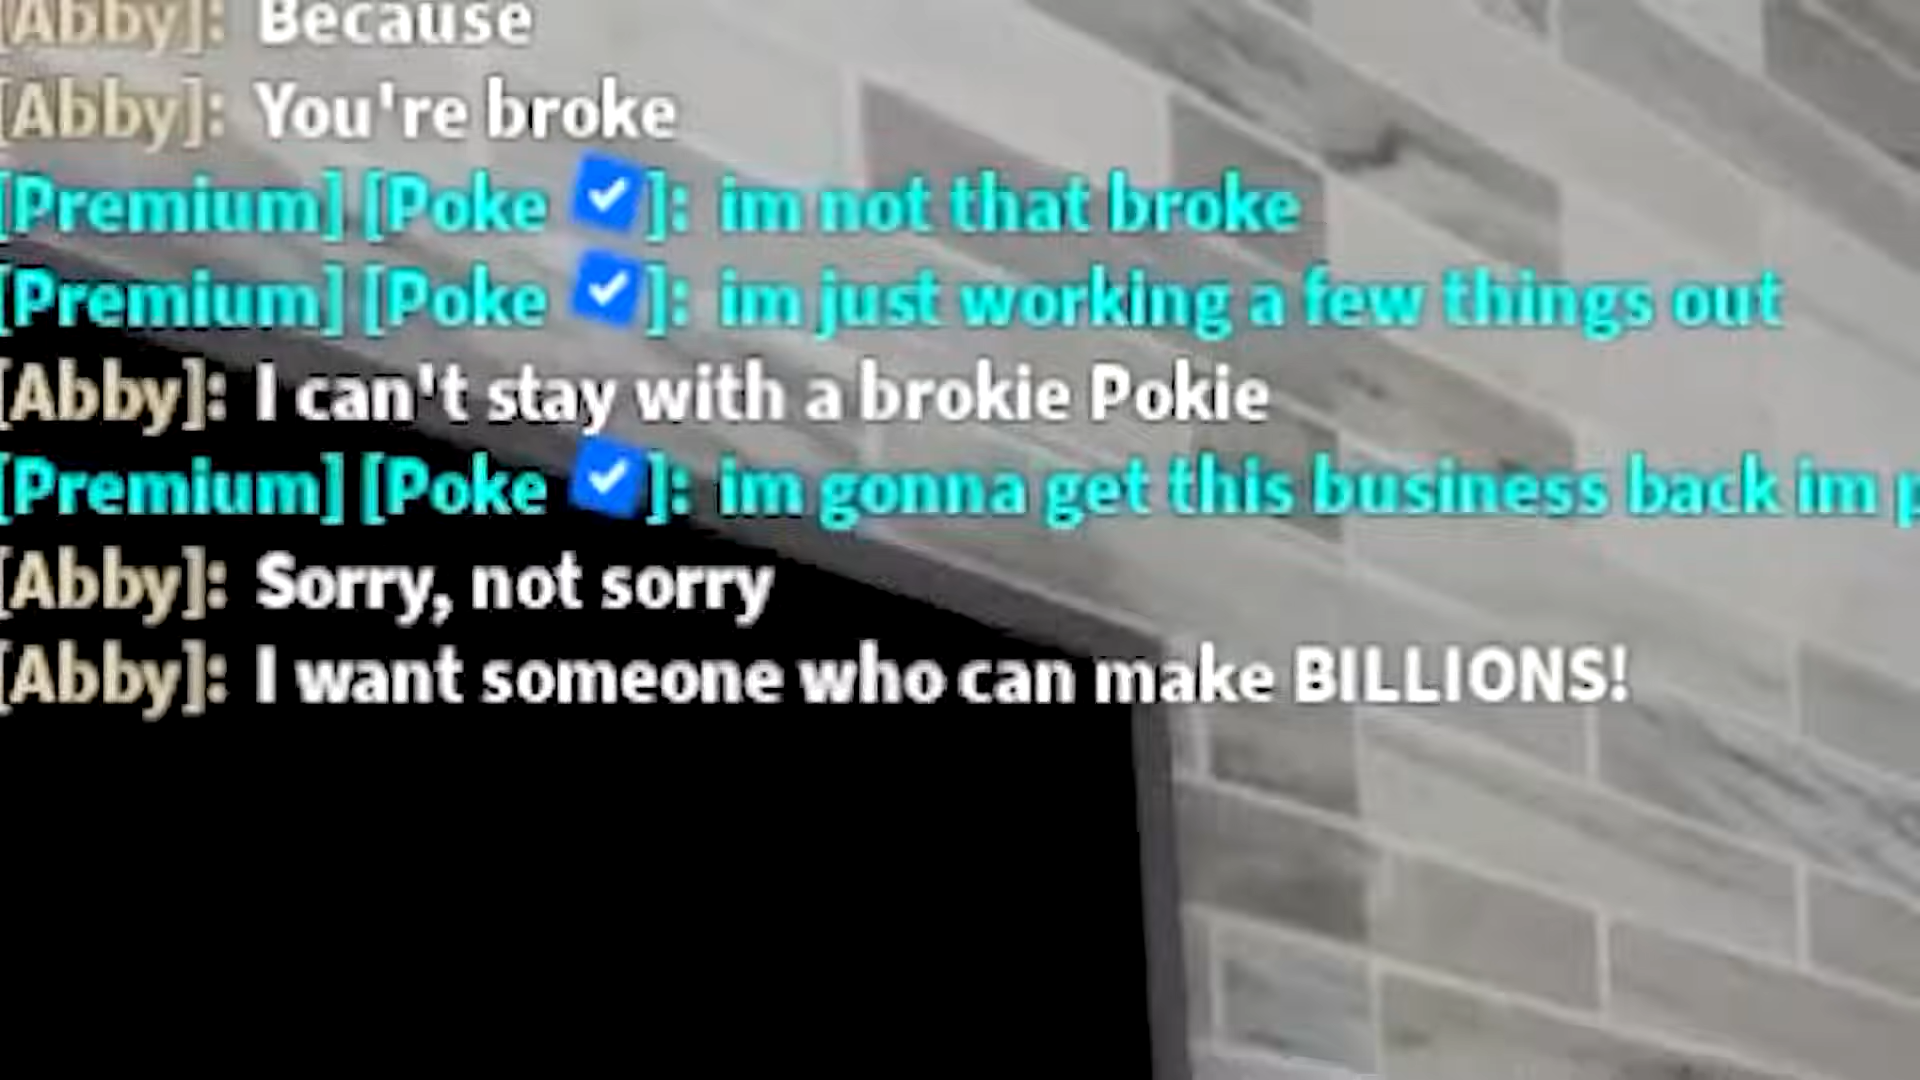 [Abby]: Because
[Abby]: You're broke
[Premium] [Poke ☑]: im not that broke
[Premium] [Poke ☑]: im just working a few things out
[Abby]: I can't stay with a brokie Pokie
[Premium] [Poke ☑]: im gonna get this business back im
[Abby]: Sorry, not sorry
[Abby]: I want someone who can make BILLIONS!